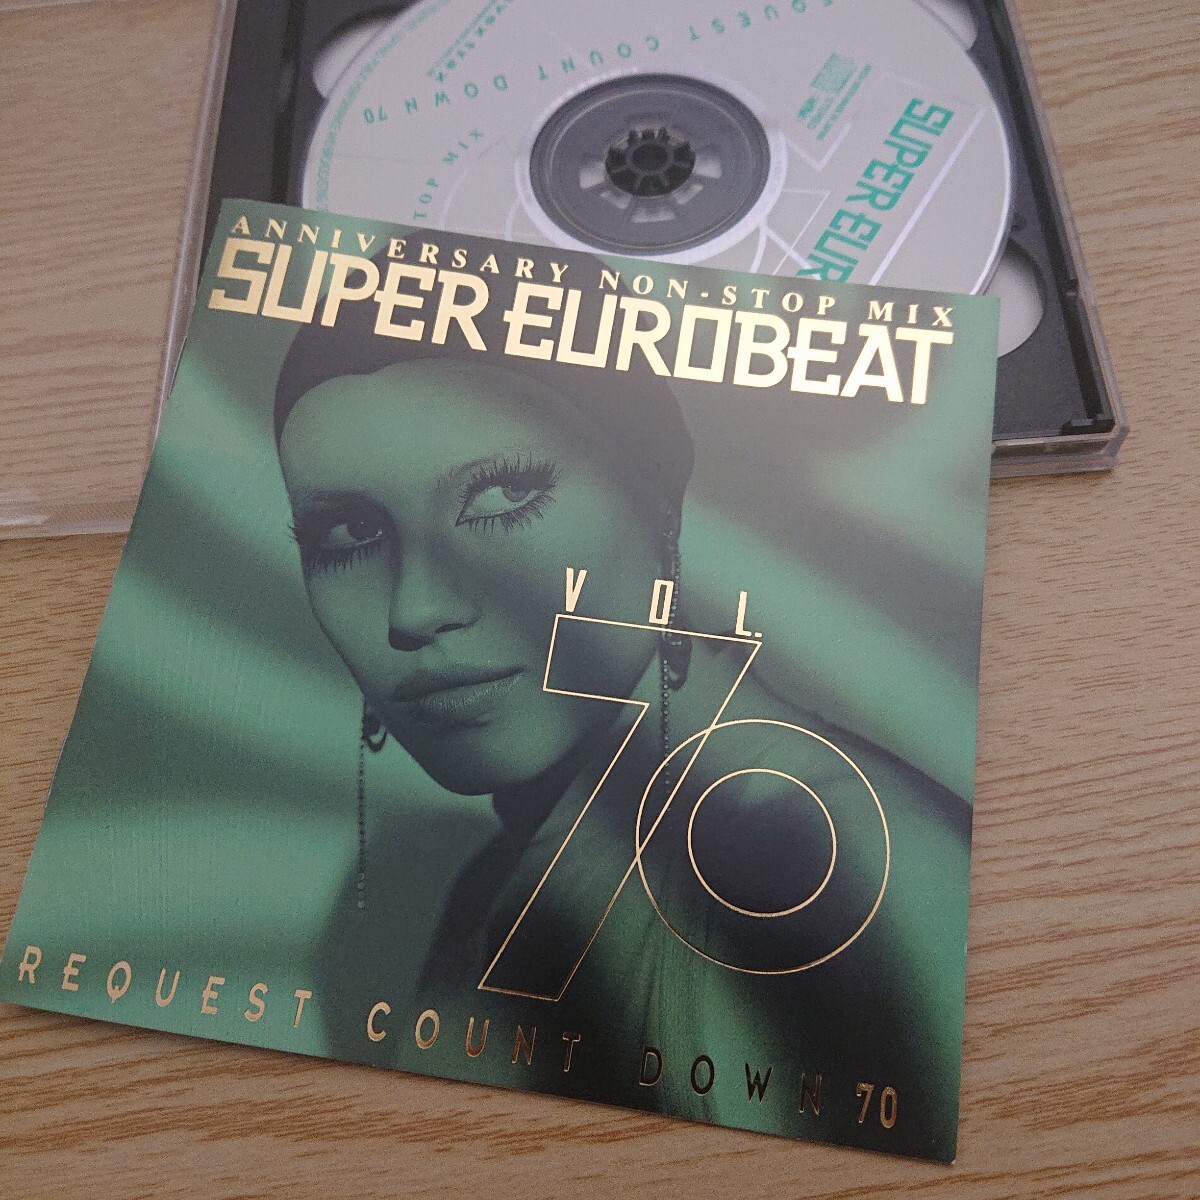 REQUEST COUNT DOWN 70
STOP MIX
SUPER EUR
ANNIVERSARY NON-STOP MIX
SUPER EUROBEAT
VOL.
70
REQUEST COUNT DOWN 70